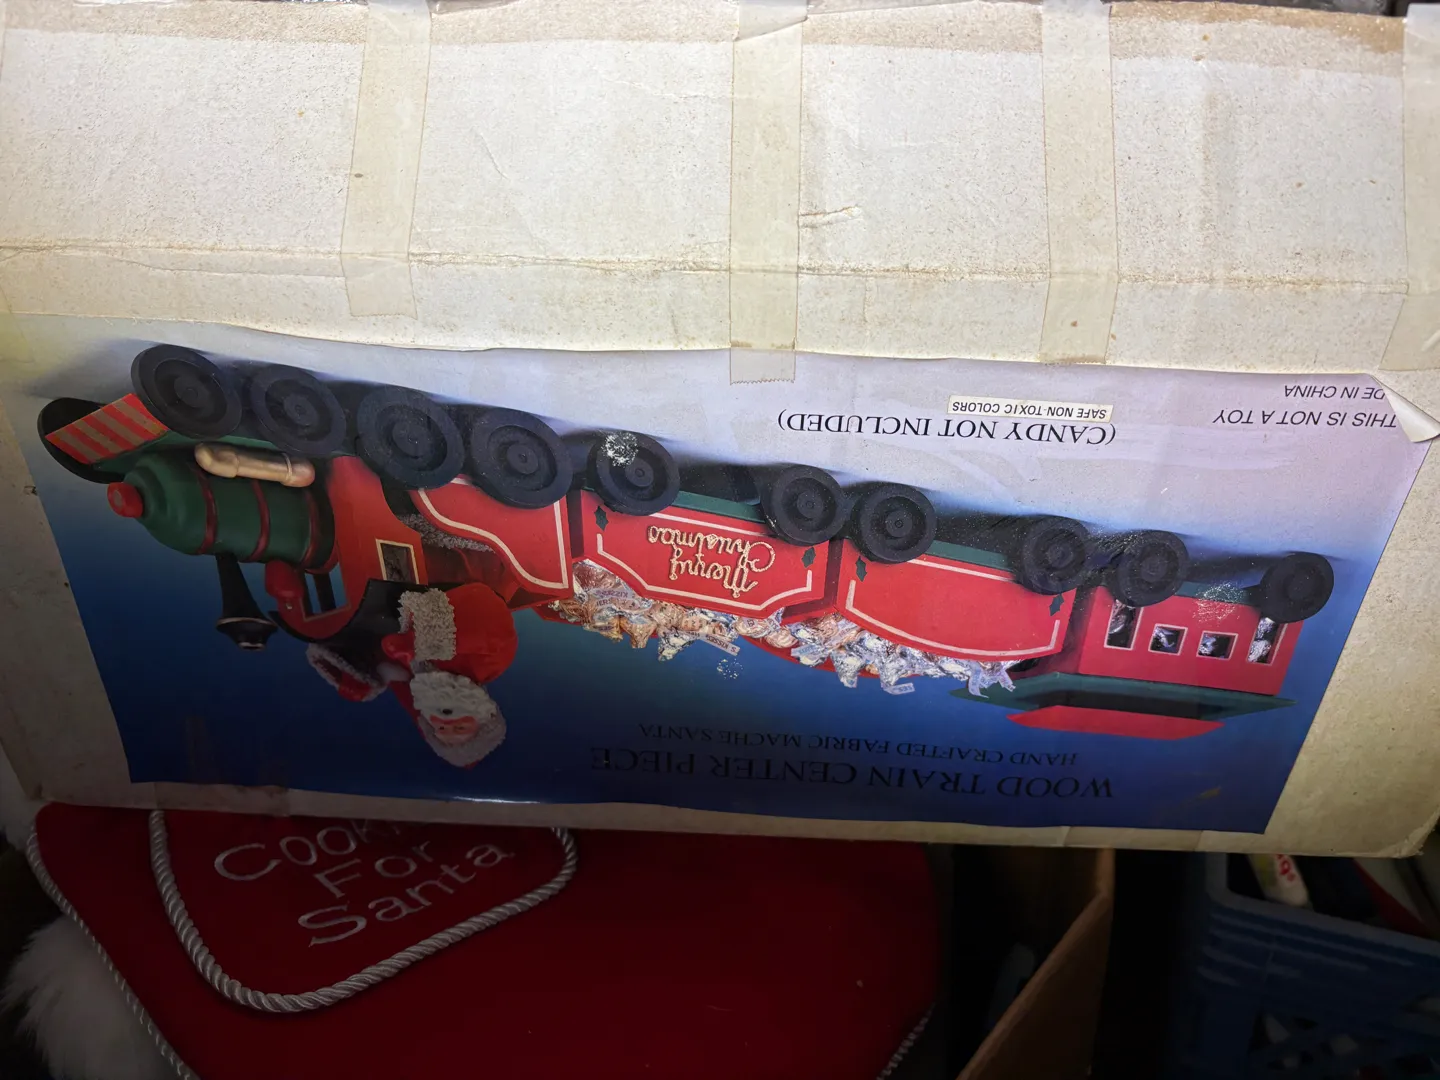 WOOD TRAIN CENTER PIECE
HAND CRAFTED FABRIC MACHE SANTA
Merry
Christmas
(CANDY NOT INCLUDED)
SAFE NON-TOXIC COLORS
THIS IS NOT A TOY
DE IN CHINA
Cook
For
Santa